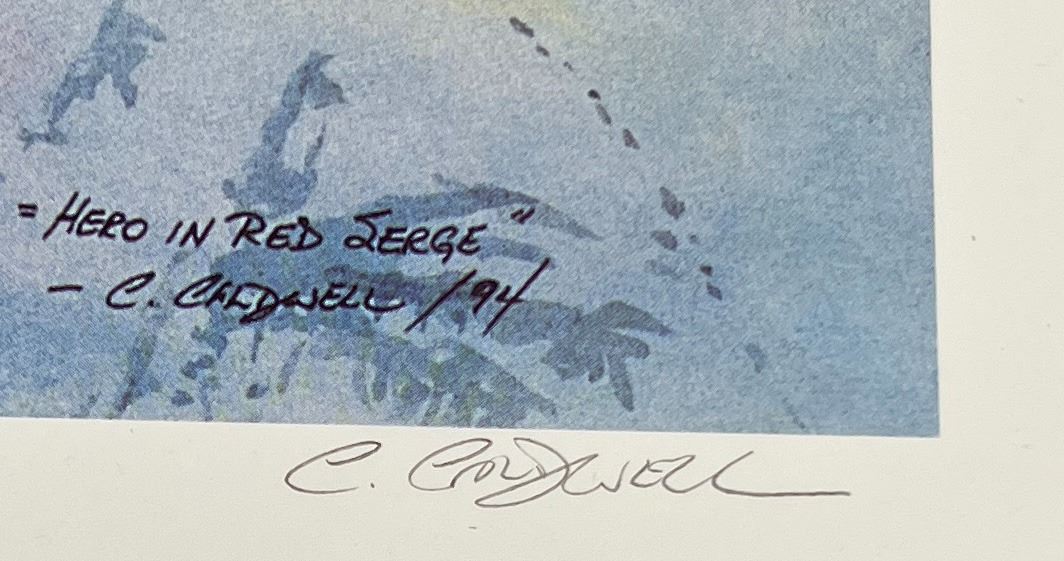 "HERO IN RED SERGE"
- C. CALDWELL /94
C. CALDWELL